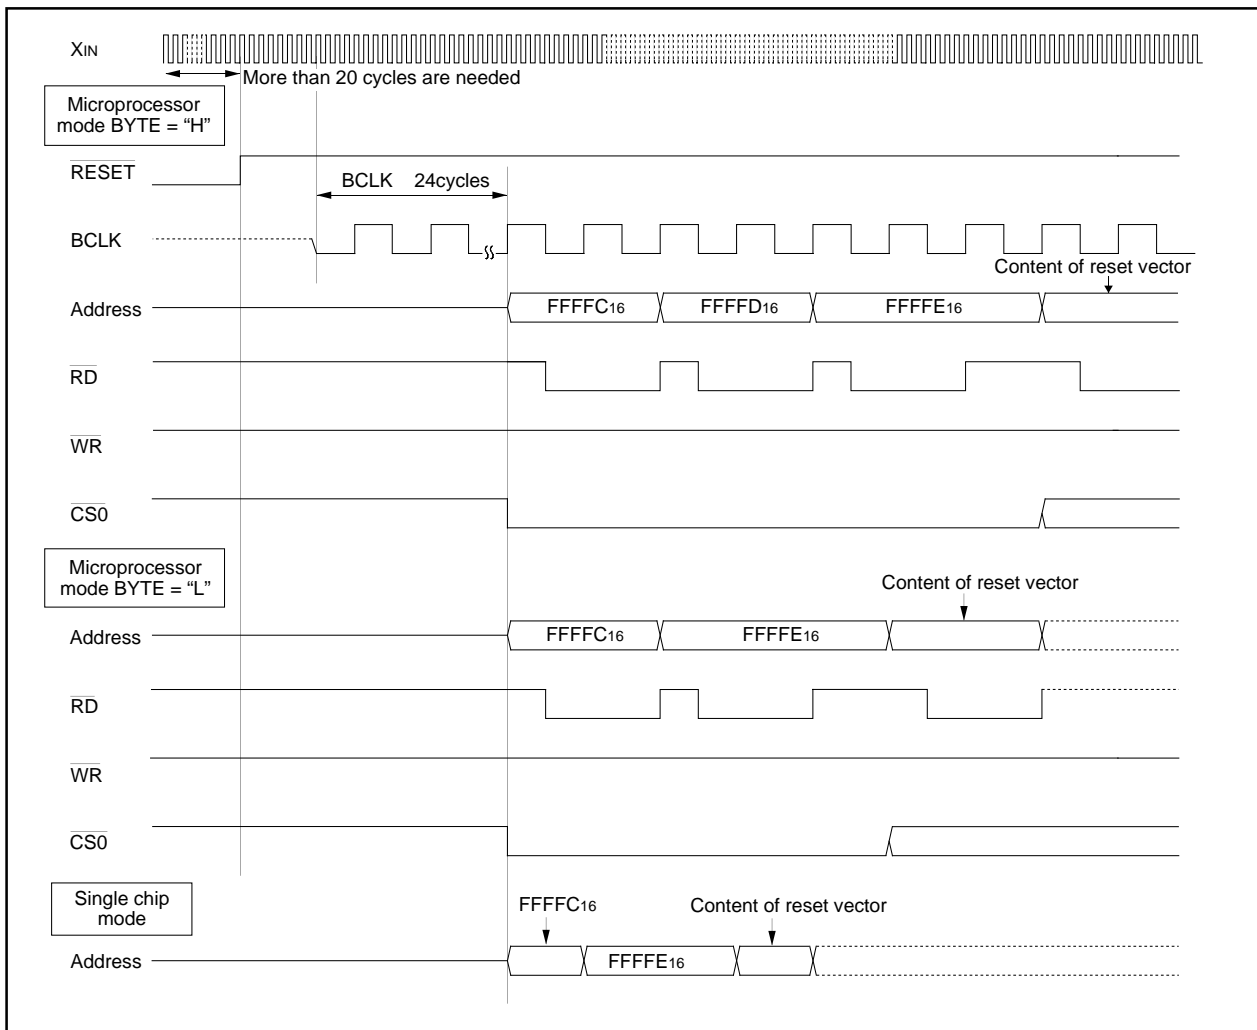 XIN
More than 20 cycles are needed
Microprocessor
mode BYTE = “H”
RESET
BCLK 24cycles
BCLK
Content of reset vector
Address FFFFC16 FFFFD16 FFFFE16
RD
WR
CS0
Microprocessor
mode BYTE = “L”
Content of reset vector
Address FFFFC16 FFFFE16
RD
WR
CS0
Single chip
mode
FFFFC16 Content of reset vector
Address FFFFE16